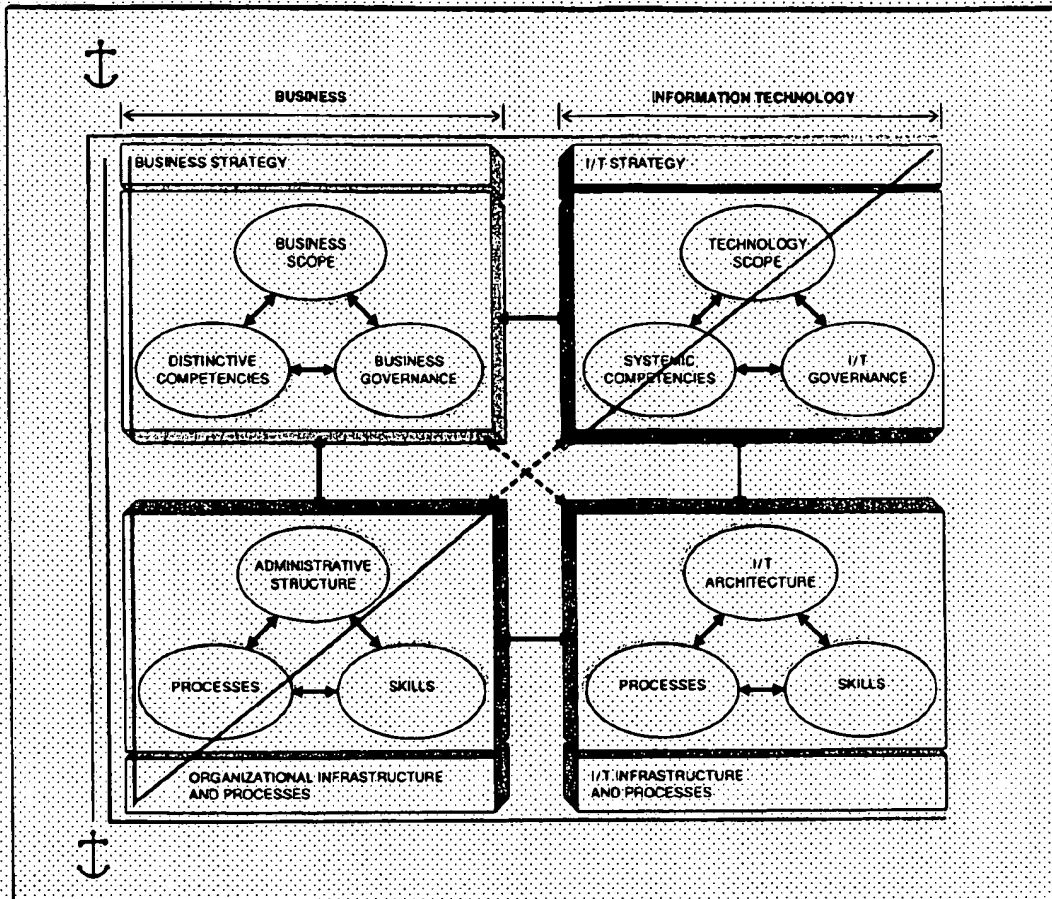 BUSINESS
INFORMATION TECHNOLOGY
BUSINESS STRATEGY
I/T STRATEGY
BUSINESS
SCOPE
TECHNOLOGY
SCOPE
DISTINCTIVE
COMPETENCIES
BUSINESS
GOVERNANCE
SYSTEMIC
COMPETENCIES
I/T
GOVERNANCE
ADMINISTRATIVE
STRUCTURE
I/T
ARCHITECTURE
PROCESSES
SKILLS
PROCESSES
SKILLS
ORGANIZATIONAL INFRASTRUCTURE
AND PROCESSES
I/T INFRASTRUCTURE
AND PROCESSES